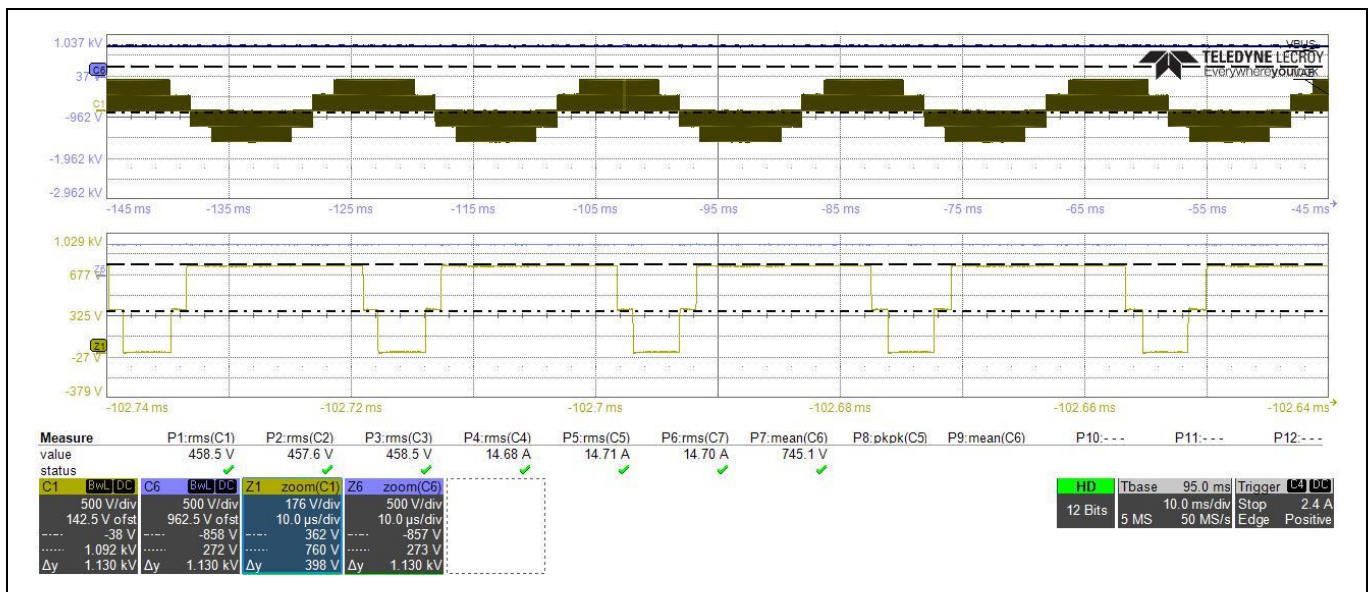 1.037 kV
C6
37 V
C1
-962 V
-1.962 kV
-2.962 kV
VBUS
TELEDYNE LECROY
-145 ms -135 ms -125 ms -115 ms -105 ms -95 ms -85 ms -75 ms -65 ms -55 ms -45 ms
1.029 kV
677 V
325 V
Z1
-27 V
-379 V
-102.74 ms -102.72 ms -102.7 ms -102.68 ms -102.66 ms -102.64 ms
Measure P1:rms(C1) P2:rms(C2) P3:rms(C3) P4:rms(C4) P5:rms(C5) P6:rms(C7) P7:mean(C6) P8:pkpk(C5) P9:mean(C6) P10:- - - P11:- - - P12:- - -
value 458.5 V 457.6 V 458.5 V 14.68 A 14.71 A 14.70 A 745.1 V
status
C1 BwL DC C6 BwL DC Z1 zoom(C1) Z6 zoom(C6) HD Tbase 95.0 ms Trigger C4 DC
500 V/div 500 V/div 176 V/div 500 V/div 12 Bits 10.0 ms/div Stop 2.4 A
142.5 V ofst 962.5 V ofst 10.0 µs/div 10.0 µs/div 5 MS 50 MS/s Edge Positive
-38 V -858 V 362 V -857 V
1.092 kV 272 V 760 V 273 V
Δy 1.130 kV Δy 1.130 kV Δy 398 V Δy 1.130 kV